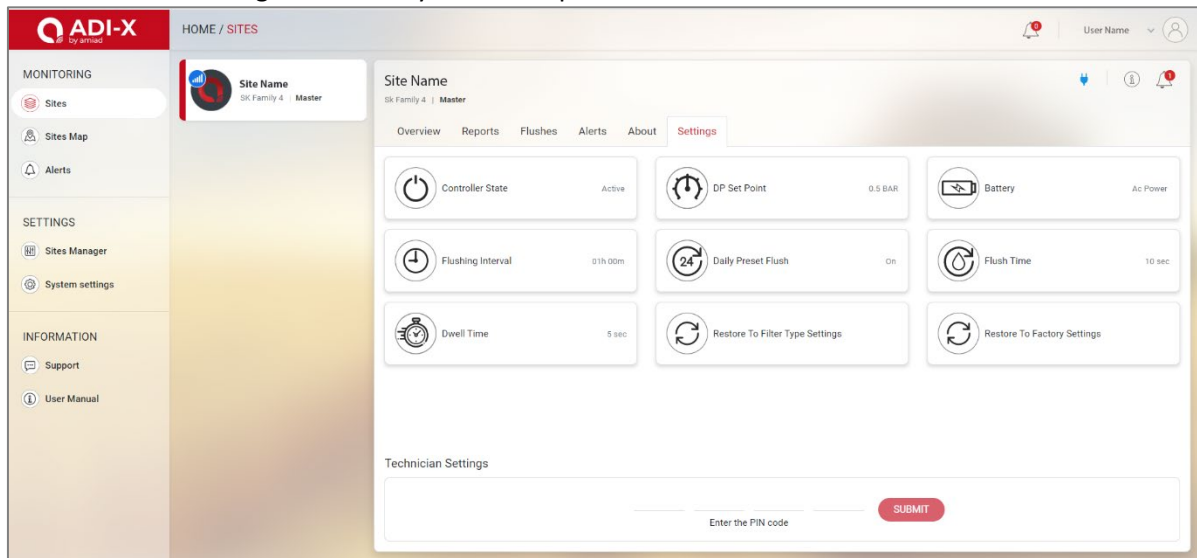 ADI-X
by amiad
HOME / SITES
0
User Name
MONITORING
Sites
Sites Map
Alerts
SETTINGS
Sites Manager
System settings
INFORMATION
Support
User Manual
Site Name
SK Family 4 | Master
Site Name
Sk Family 4 | Master
1
Overview Reports Flushes Alerts About Settings
Controller State Active
DP Set Point 0.5 BAR
Battery Ac Power
Flushing Interval 01h 00m
24 Daily Preset Flush On
Flush Time 10 sec
Dwell Time 5 sec
Restore To Filter Type Settings
Restore To Factory Settings
Technician Settings
Enter the PIN code
SUBMIT